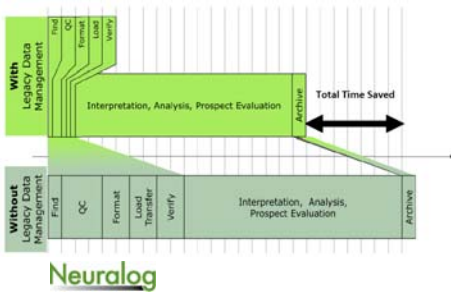 With
Legacy Data
Management
Find
QC
Format
Load
Verify
Interpretation, Analysis, Prospect Evaluation
Archive
Total Time Saved
Without
Legacy Data
Management
Find
QC
Format
Load
Transfer
Verify
Interpretation, Analysis,
Prospect Evaluation
Archive
Neuralog